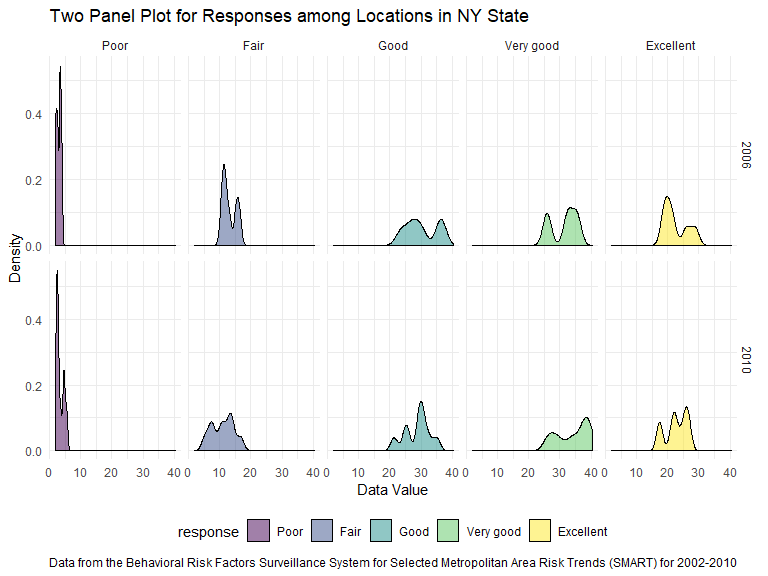 Two Panel Plot for Responses among Locations in NY State
Poor Fair Good Very good Excellent
0.4
0.2
0.0
2006
Density
0.4
0.2
0.0
2010
0 10 20 30 40 0 10 20 30 40 0 10 20 30 40 0 10 20 30 40 0 10 20 30 40
Data Value
response Poor Fair Good Very good Excellent
Data from the Behavioral Risk Factors Surveillance System for Selected Metropolitan Area Risk Trends (SMART) for 2002-2010